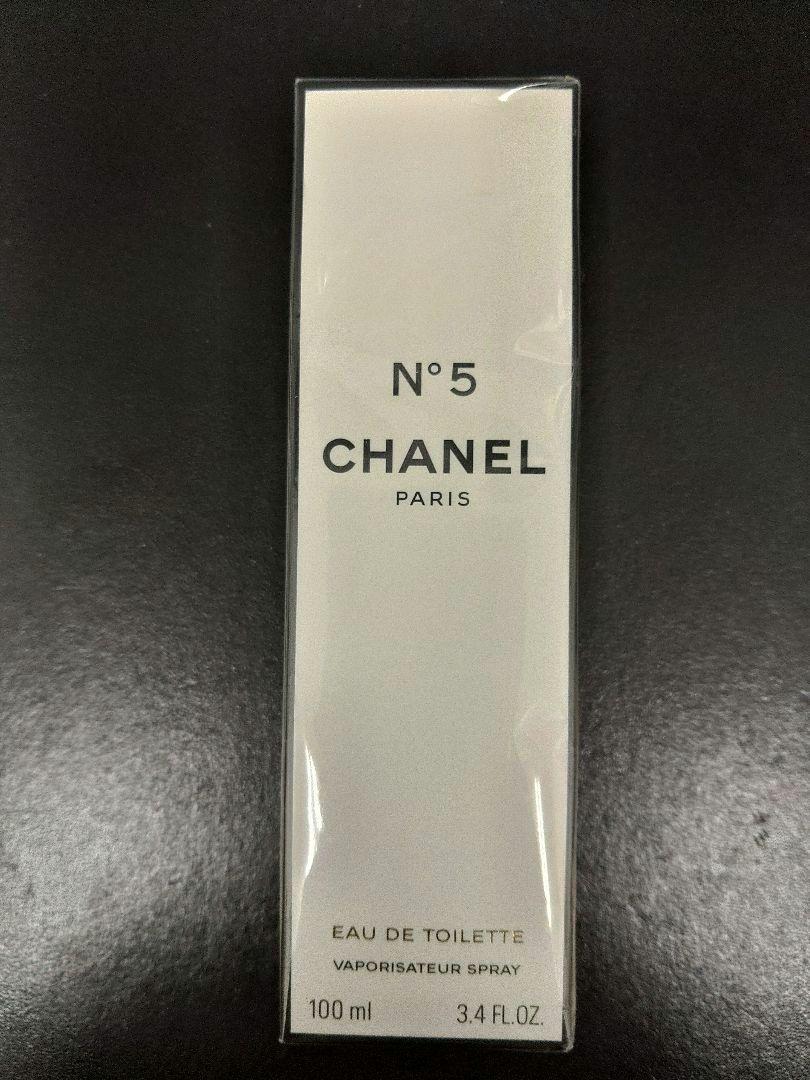 N°5
CHANEL
PARIS
EAU DE TOILETTE
VAPORISATEUR SPRAY
100 ml 3.4 FL.OZ.